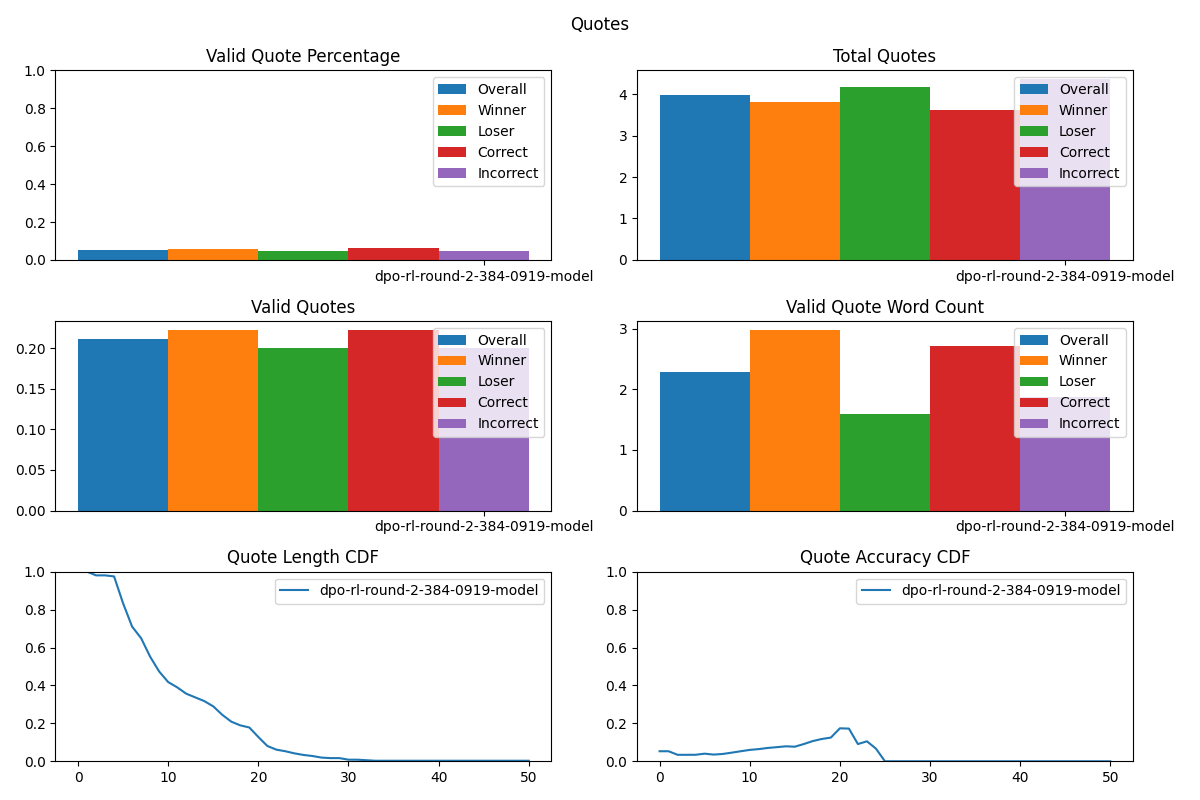 Quotes
Valid Quote Percentage
1.0
0.8
0.6
0.4
0.2
0.0
Overall
Winner
Loser
Correct
Incorrect
dpo-rl-round-2-384-0919-model
Total Quotes
4
3
2
1
0
Overall
Winner
Loser
Correct
Incorrect
dpo-rl-round-2-384-0919-model
Valid Quotes
0.20
0.15
0.10
0.05
0.00
Overall
Winner
Loser
Correct
Incorrect
dpo-rl-round-2-384-0919-model
Valid Quote Word Count
3
2
1
0
Overall
Winner
Loser
Correct
Incorrect
dpo-rl-round-2-384-0919-model
Quote Length CDF
1.0
0.8
0.6
0.4
0.2
0.0
dpo-rl-round-2-384-0919-model
0 10 20 30 40 50
Quote Accuracy CDF
1.0
0.8
0.6
0.4
0.2
0.0
dpo-rl-round-2-384-0919-model
0 10 20 30 40 50